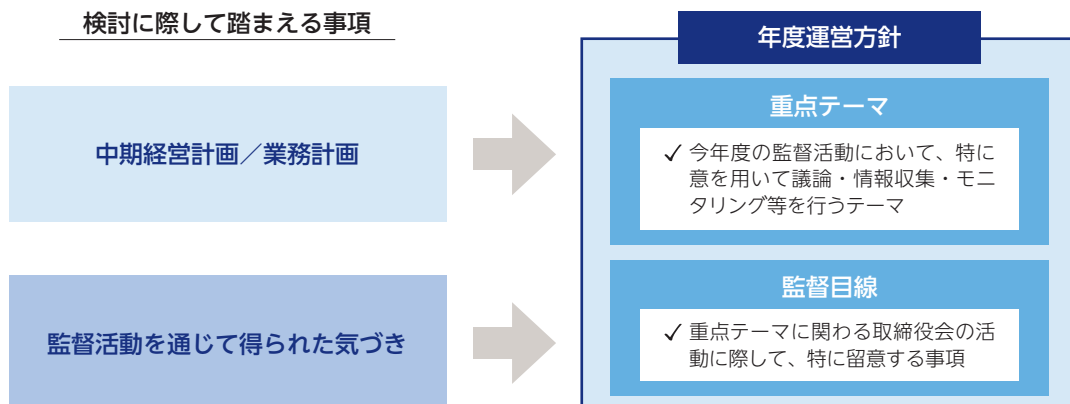 検討に際して踏まえる事項
中期経営計画／業務計画
監督活動を通じて得られた気づき
年度運営方針
重点テーマ
✓ 今年度の監督活動において、特に
意を用いて議論・情報収集・モニ
タリング等を行うテーマ
監督目線
✓ 重点テーマに関わる取締役会の活
動に際して、特に留意する事項